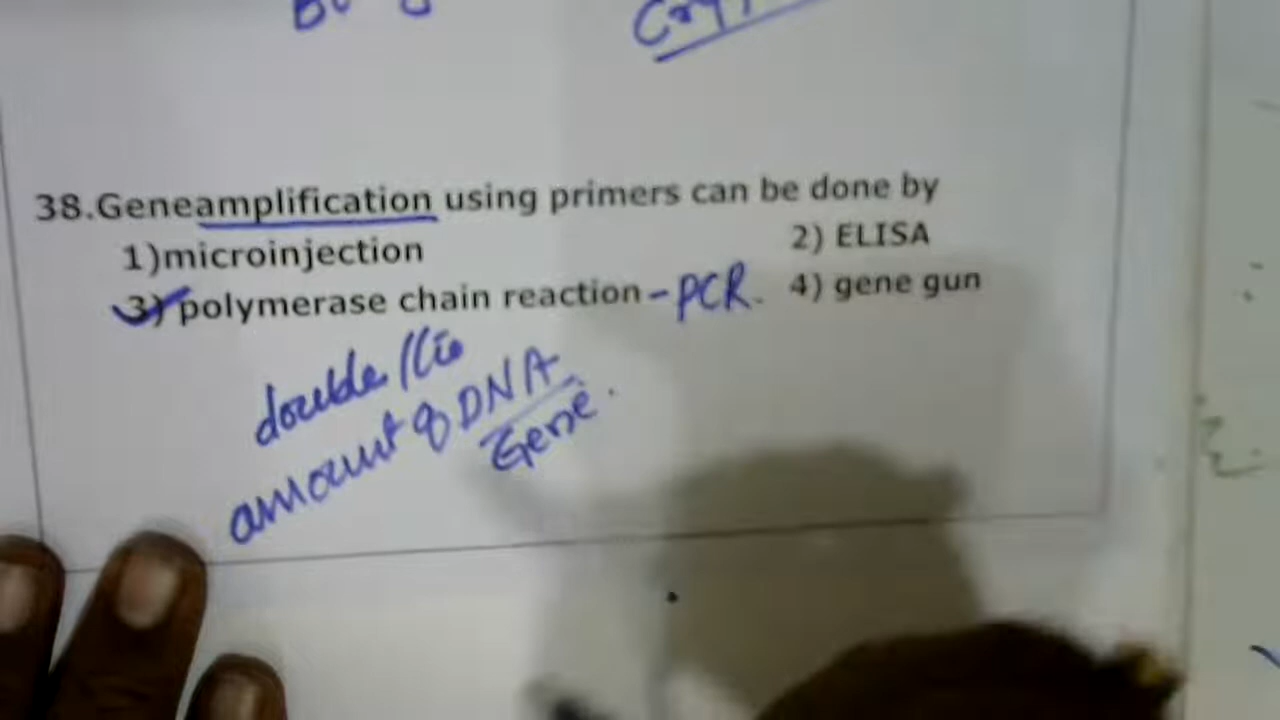 38.Geneamplification using primers can be done by
1)microinjection
2) ELISA
3) polymerase chain reaction - PCR.
4) gene gun
double
amount of DNA
Gene.